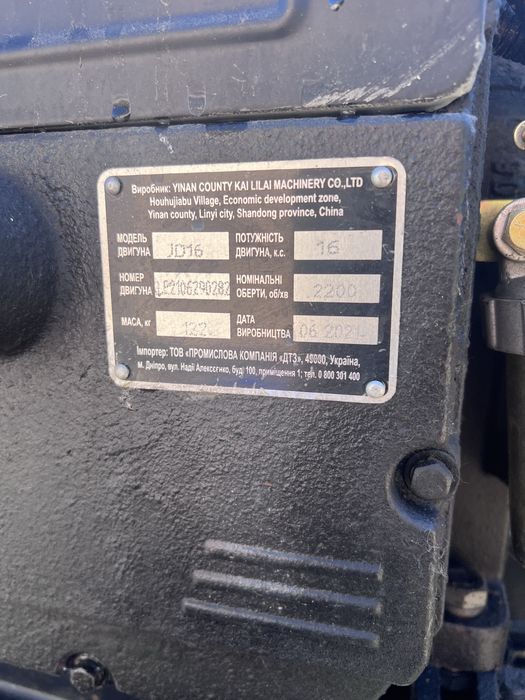 Виробник: YINAN COUNTY KAI LILAI MACHINERY CO.,LTD
Houhujiabu Village, Economic development zone,
Yinan county, Linyi city, Shandong province, China
МОДЕЛЬ ДВИГУНА JD16 ПОТУЖНІСТЬ ДВИГУНА, к.с. 16
НОМЕР ДВИГУНА НОМІНАЛЬНІ ОБЕРТИ, об/хв 2200
МАСА, кг 122 ДАТА ВИРОБНИЦТВА 06.2021
Імпортер: ТОВ «ПРОМИСЛОВА КОМПАНІЯ «ДТЗ», 49000, Україна,
М. Дніпро, вул. Надії Алексєєнко, буд 100, приміщення 1; тел. 0 800 301 400